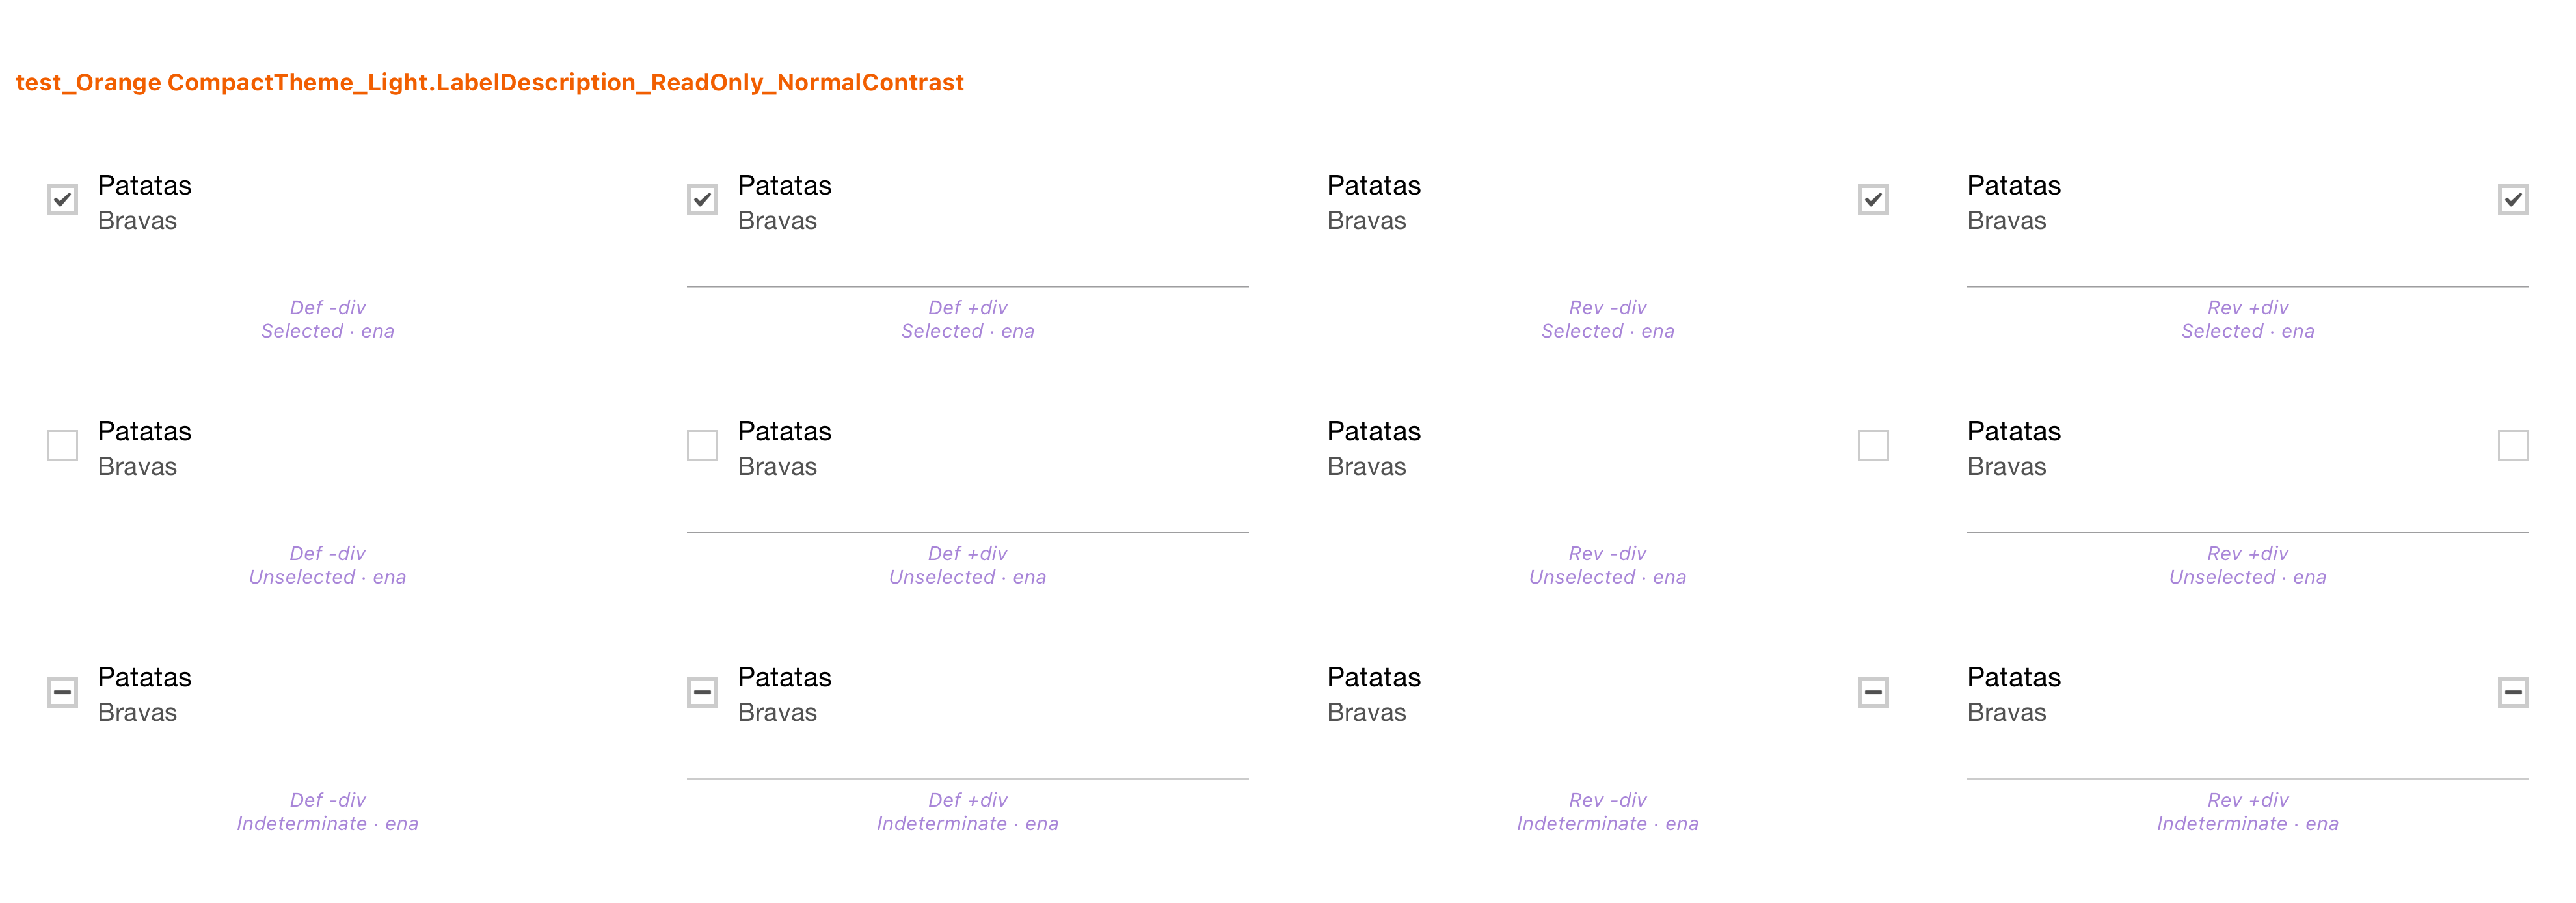 test_Orange CompactTheme_Light.LabelDescription_ReadOnly_NormalContrast
Patatas
Bravas
Def -div
Selected · ena
Patatas
Bravas
Def +div
Selected · ena
Patatas
Bravas
Rev -div
Selected · ena
Patatas
Bravas
Rev +div
Selected · ena
Patatas
Bravas
Def -div
Unselected · ena
Patatas
Bravas
Def +div
Unselected · ena
Patatas
Bravas
Rev -div
Unselected · ena
Patatas
Bravas
Rev +div
Unselected · ena
Patatas
Bravas
Def -div
Indeterminate · ena
Patatas
Bravas
Def +div
Indeterminate · ena
Patatas
Bravas
Rev -div
Indeterminate · ena
Patatas
Bravas
Rev +div
Indeterminate · ena